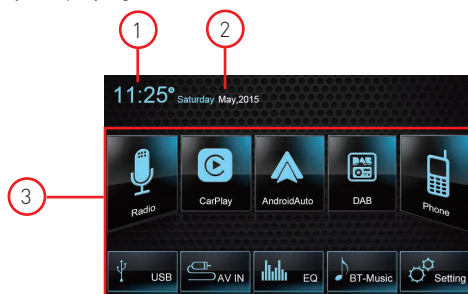 1
2
11:25° Saturday May,2015
3
Radio
CarPlay
AndroidAuto
DAB
DAB
Phone
USB
AV IN
EQ
BT-Music
Setting